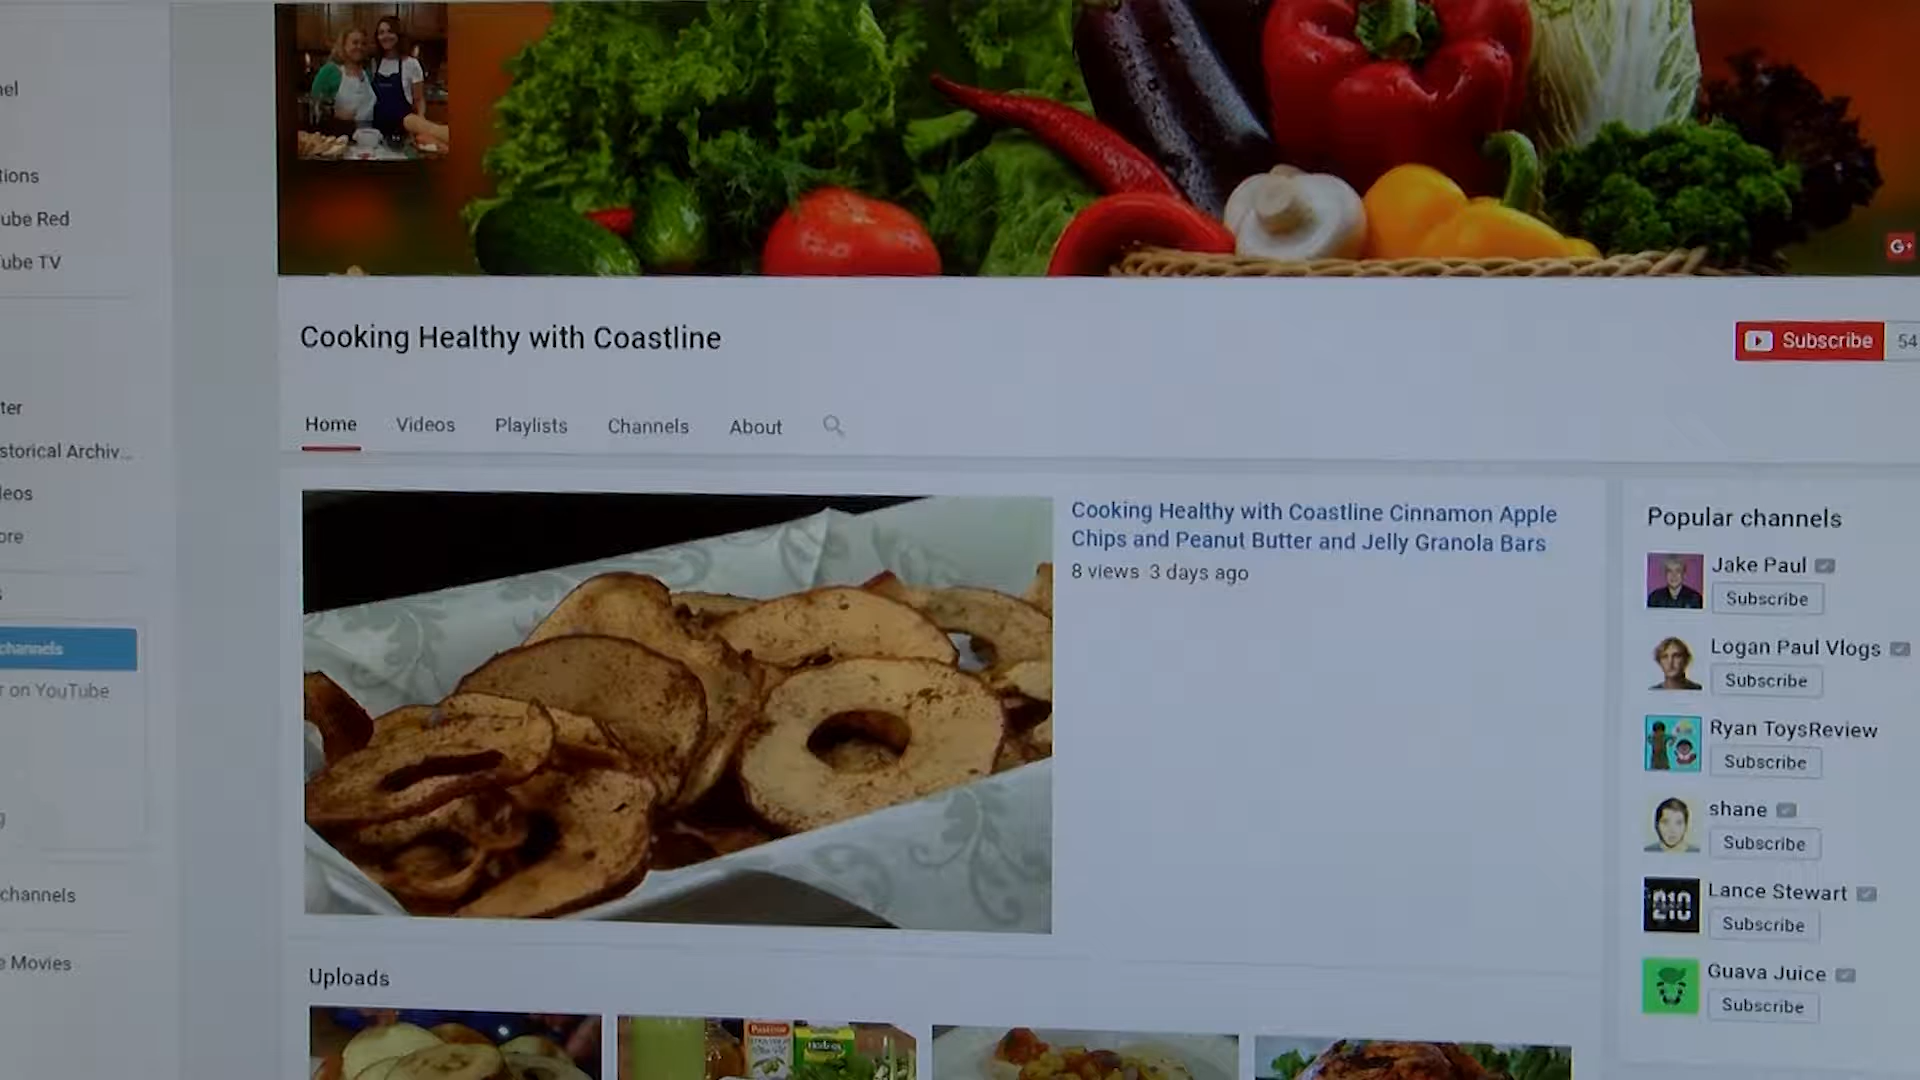 nel
tions
ube Red
ube TV
ter
storical Archiv...
leos
ore
s
channels
r on YouTube
g
channels
e Movies
G+
Cooking Healthy with Coastline
Subscribe 54
Home Videos Playlists Channels About
Cooking Healthy with Coastline Cinnamon Apple
Chips and Peanut Butter and Jelly Granola Bars
8 views 3 days ago
Uploads
Popular channels
Jake Paul
Subscribe
Logan Paul Vlogs
Subscribe
Ryan ToysReview
Subscribe
shane
Subscribe
Lance Stewart
210
Subscribe
Guava Juice
Subscribe